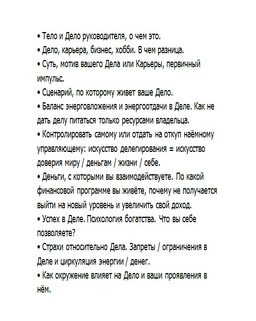 • Тело и Дело руководителя, о чем это.
• Дело, карьера, бизнес, хобби. В чем разница.
• Суть, мотив вашего Дела или Карьеры, первичный
импульс.
• Сценарий, по которому живет ваше Дело.
• Баланс энерговложения и энергоотдачи в Деле. Как не
дать делу питаться только ресурсами владельца.
• Контролировать самому или отдать на откуп наёмному
управляющему: искусство делегирования = искусство
доверия миру / деньгам / жизни / себе.
• Деньги, с которыми вы взаимодействуете. По какой
финансовой программе вы живёте, почему не получается
выйти на новый уровень и увеличить свой доход.
• Успех в Деле. Психология богатства. Что вы себе
позволяете?
• Страхи относительно Дела. Запреты / ограничения в
Деле и циркуляция энергии / денег.
• Как окружение влияет на Дело и ваши проявления в
нём.